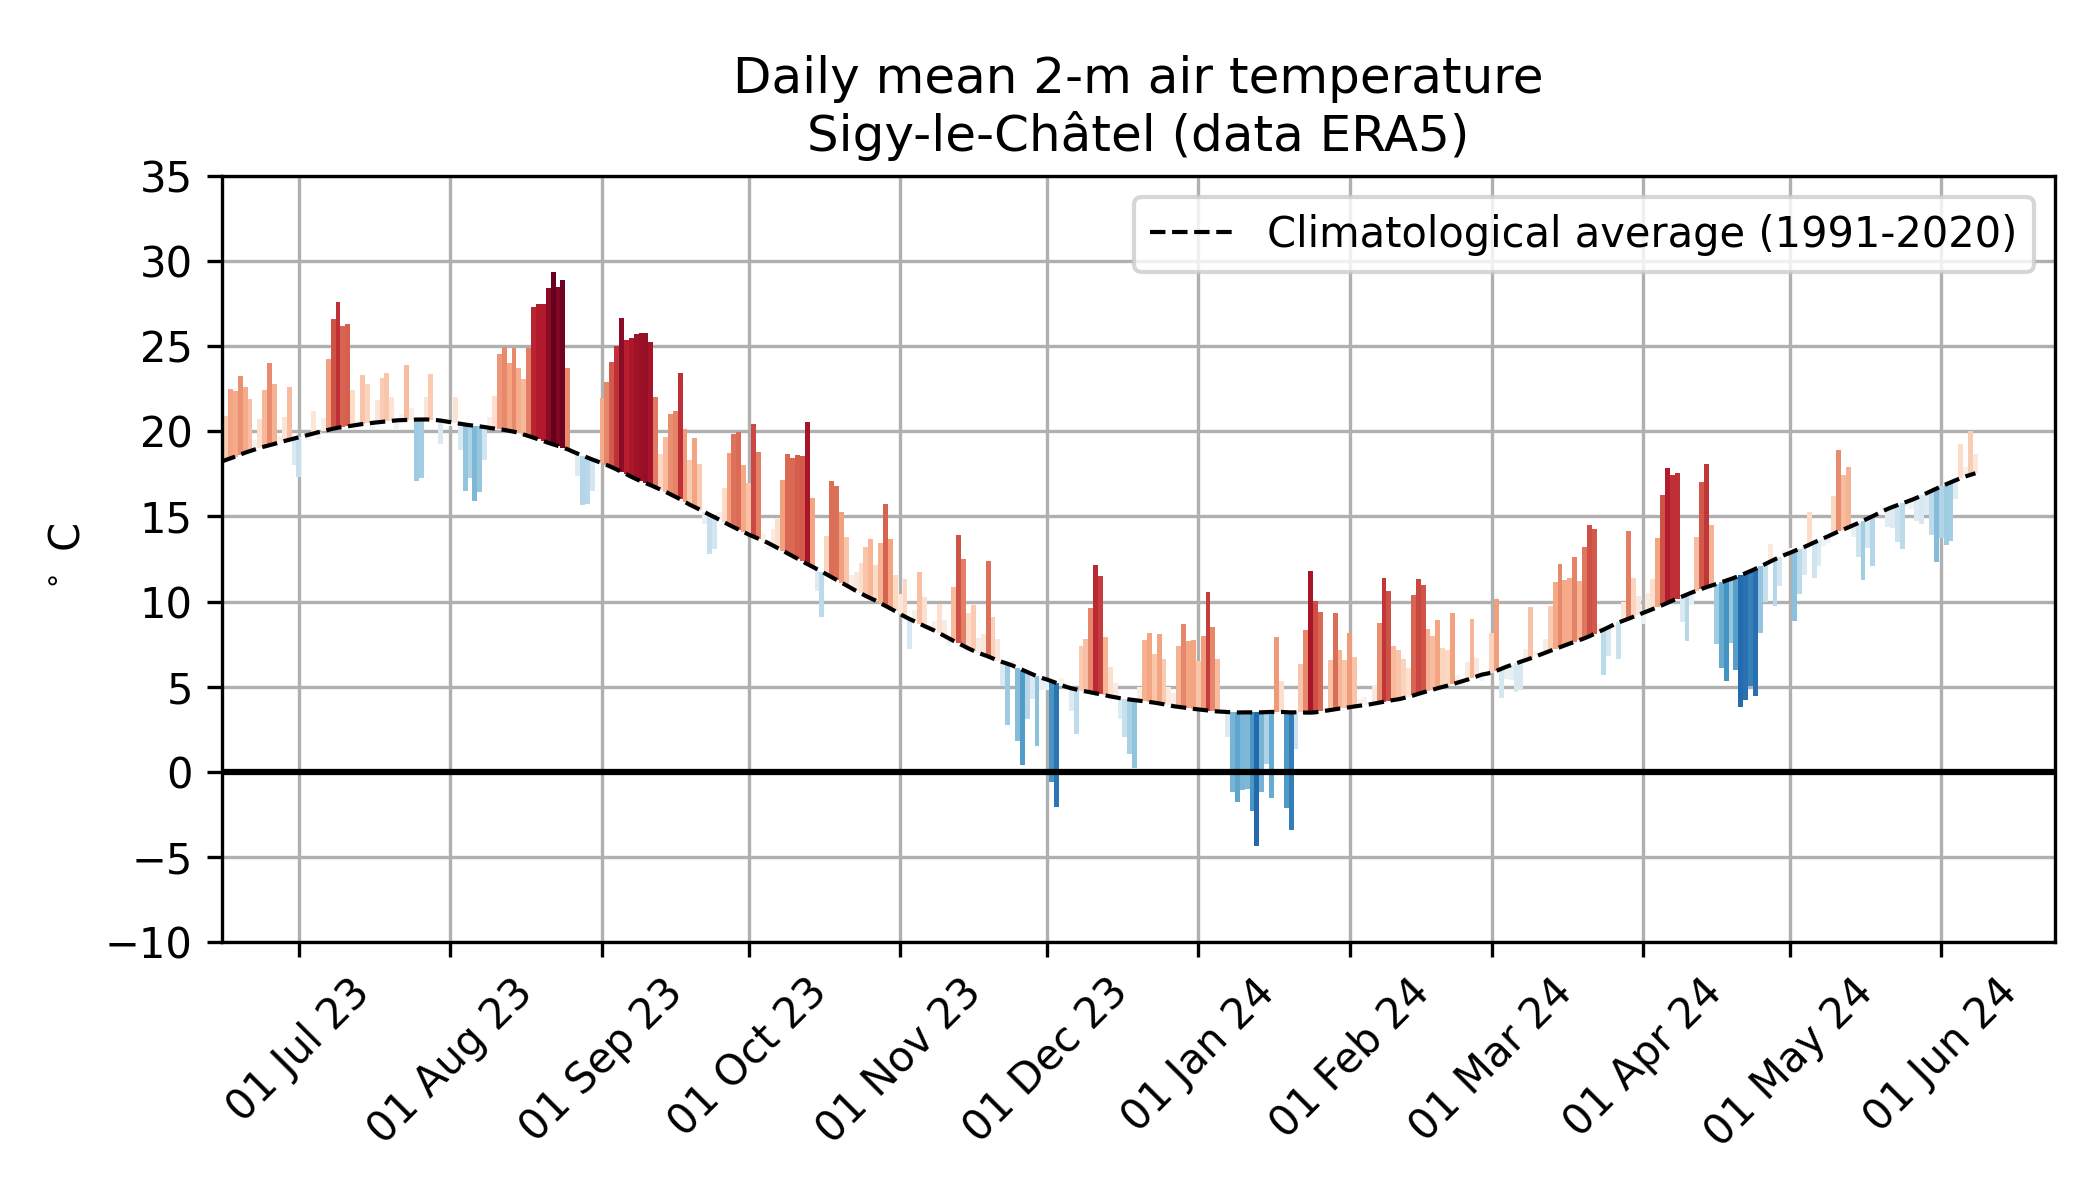 Daily mean 2-m air temperature
Sigy-le-Châtel (data ERA5)
Climatological average (1991-2020)
35
30
25
20
15
10
5
0
−5
−10
° C
01 Jul 23
01 Aug 23
01 Sep 23
01 Oct 23
01 Nov 23
01 Dec 23
01 Jan 24
01 Feb 24
01 Mar 24
01 Apr 24
01 May 24
01 Jun 24